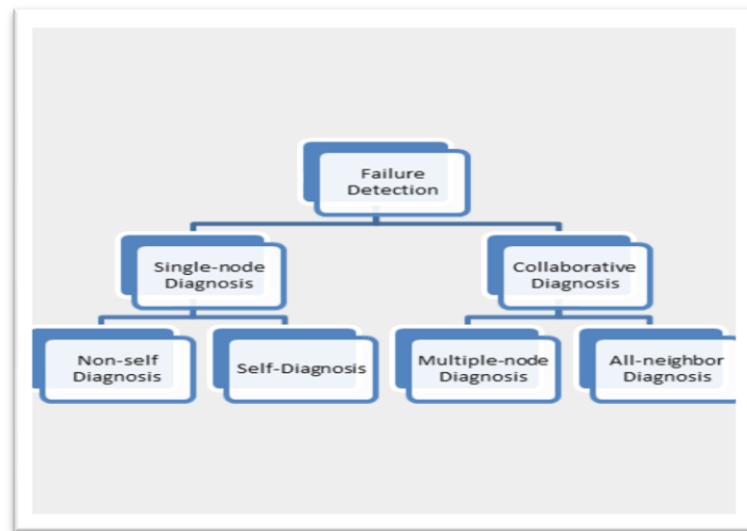 Failure
Detection
Single-node
Diagnosis
Collaborative
Diagnosis
Non-self
Diagnosis
Self-Diagnosis
Multiple-node
Diagnosis
All-neighbor
Diagnosis